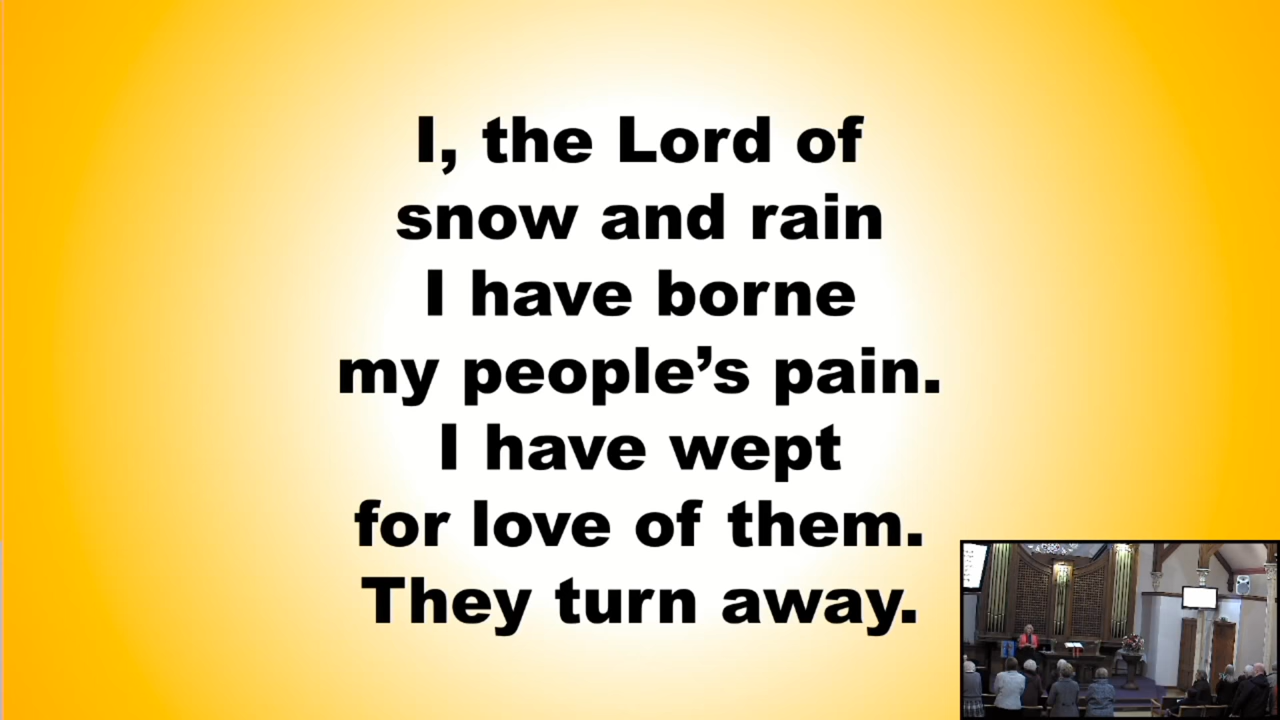 I, the Lord of
snow and rain
I have borne
my people’s pain.
I have wept
for love of them.
They turn away.